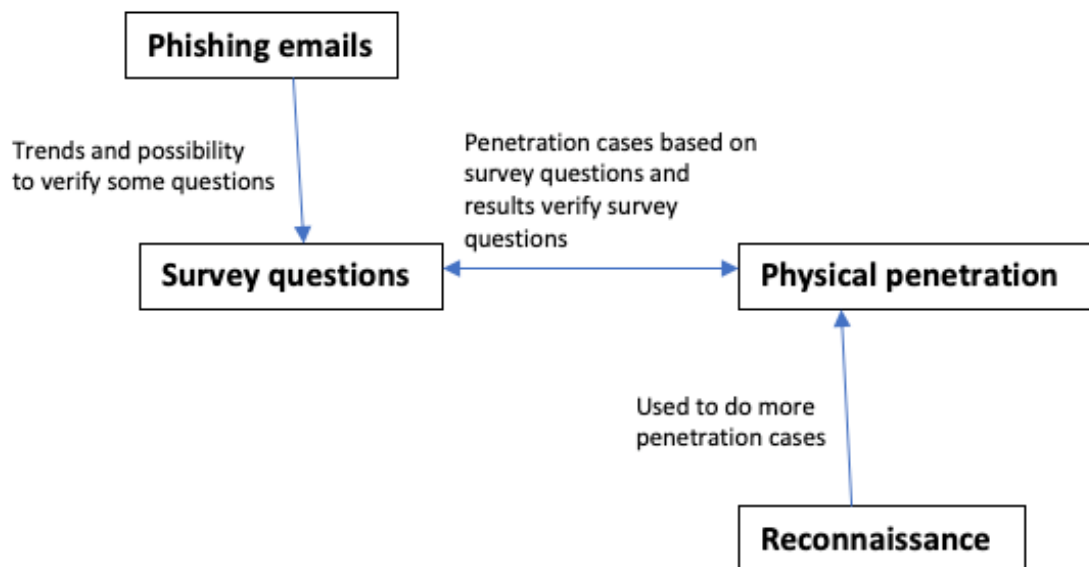 Phishing emails
Trends and possibility
to verify some questions
Penetration cases based on
survey questions and
results verify survey
questions
Survey questions
Physical penetration
Used to do more
penetration cases
Reconnaissance